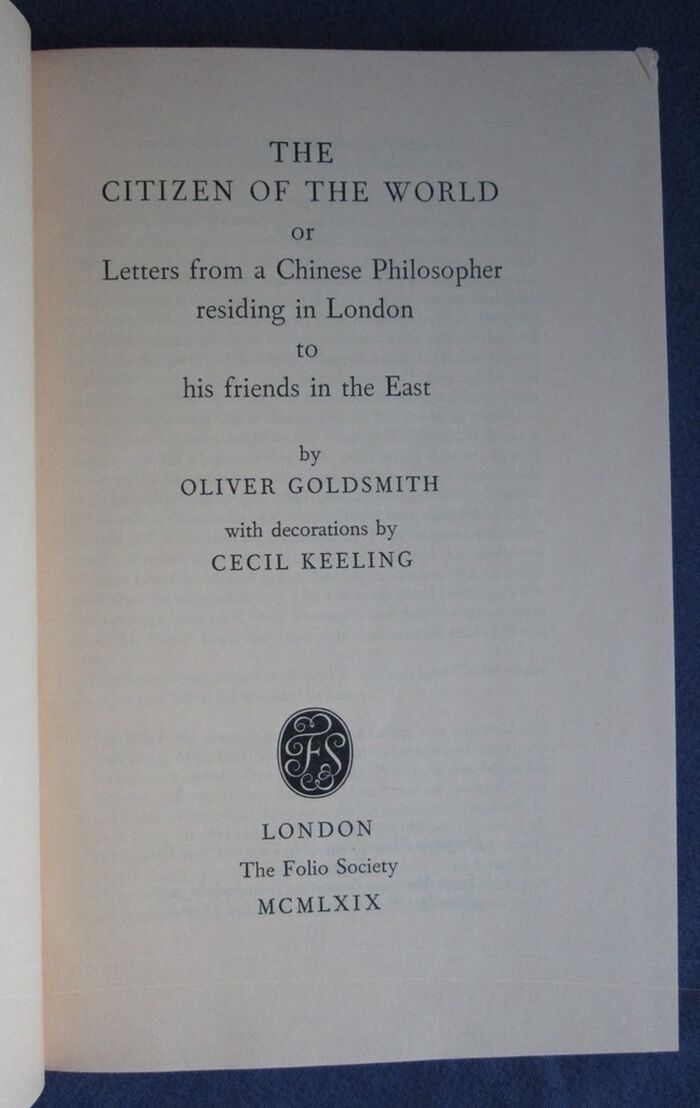 THE
CITIZEN OF THE WORLD
or
Letters from a Chinese Philosopher
residing in London
to
his friends in the East
by
OLIVER GOLDSMITH
with decorations by
CECIL KEELING
FS
LONDON
The Folio Society
MCMLXIX